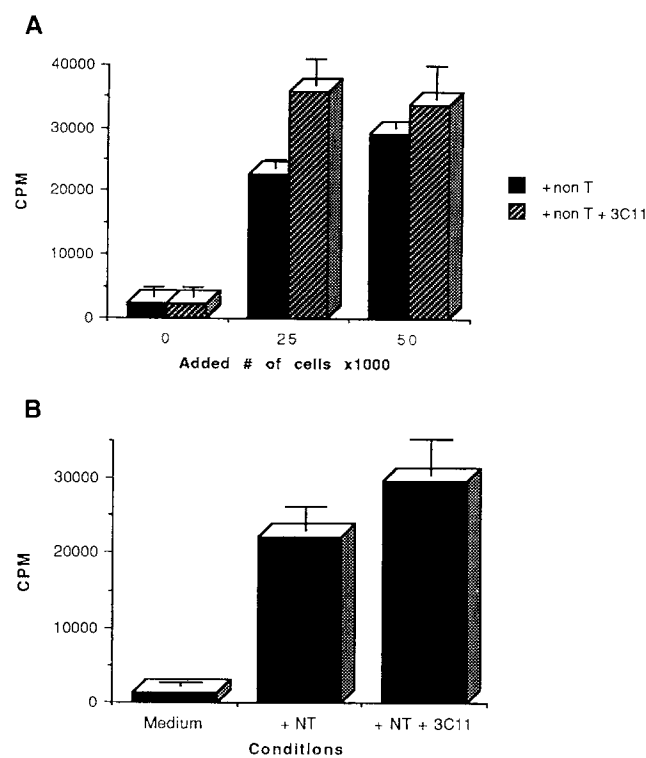 A
40000
30000
20000
10000
0
CPM
0 25 50
Added # of cells x1000
+non T
+non T + 3C11
B
30000
20000
10000
0
CPM
Medium + NT + NT + 3C11
Conditions